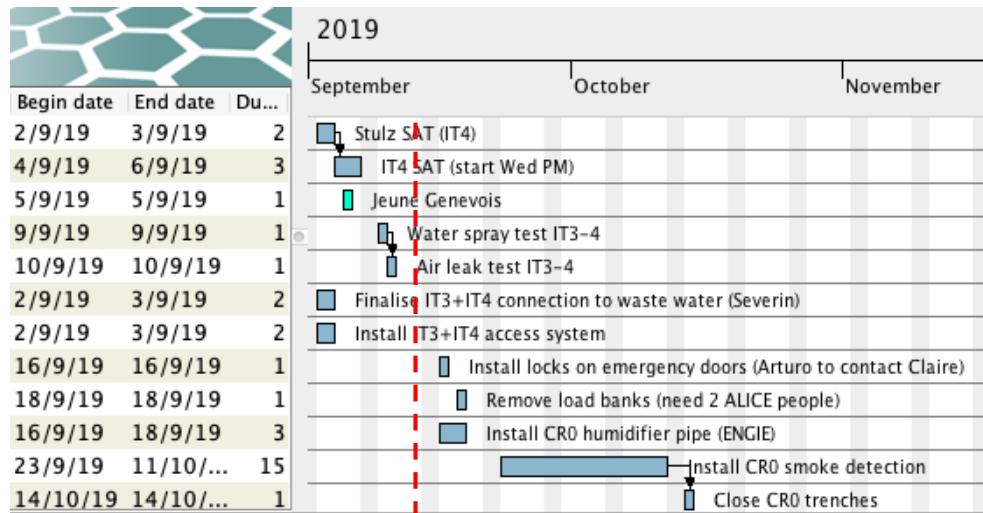 2019
September October November
Begin date End date Du...
2/9/19 3/9/19 2 Stulz SAT (IT4)
4/9/19 6/9/19 3 IT4 SAT (start Wed PM)
5/9/19 5/9/19 1 Jeune Genevois
9/9/19 9/9/19 1 Water spray test IT3-4
10/9/19 10/9/19 1 Air leak test IT3-4
2/9/19 3/9/19 2 Finalise IT3+IT4 connection to waste water (Severin)
2/9/19 3/9/19 2 Install IT3+IT4 access system
16/9/19 16/9/19 1 Install locks on emergency doors (Arturo to contact Claire)
18/9/19 18/9/19 1 Remove load banks (need 2 ALICE people)
16/9/19 18/9/19 3 Install CR0 humidifier pipe (ENGIE)
23/9/19 11/10/... 15 Install CR0 smoke detection
14/10/19 14/10/... 1 Close CR0 trenches